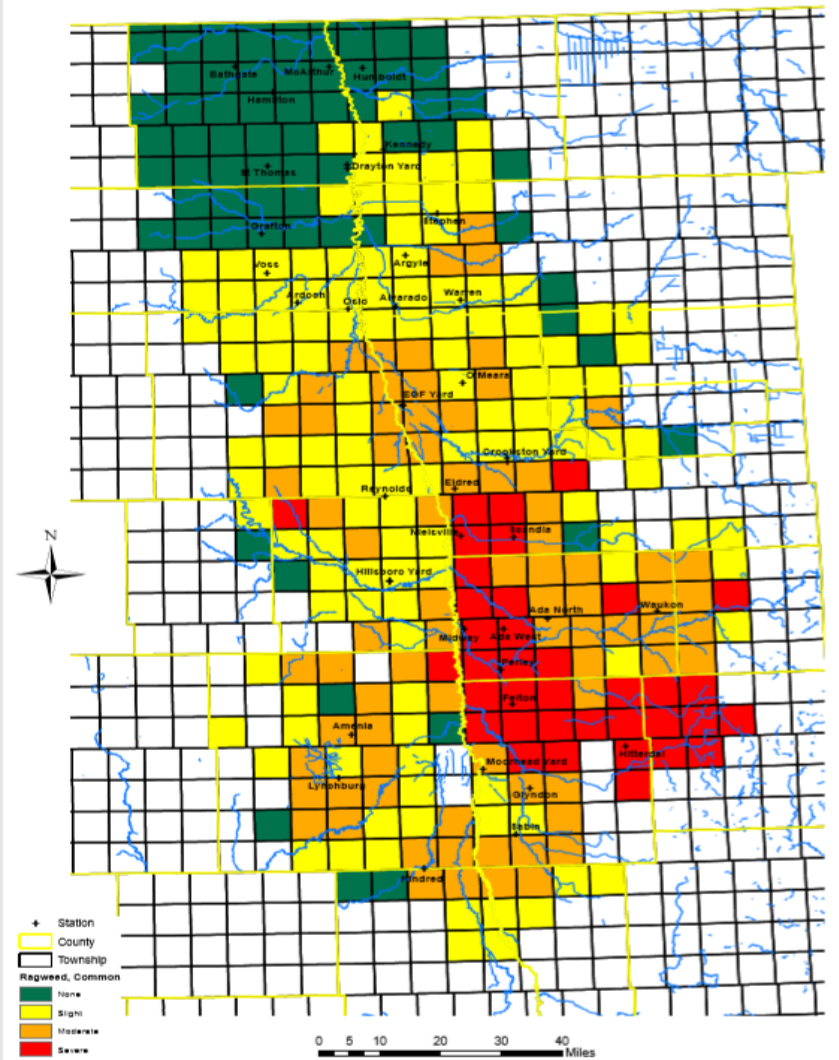 Bathgate
McArthur
Humboldt
Hamilton
Kennedy
St Thomas
Drayton Yard
Stephen
Grafton
Voss
Argyle
Ardoch
Oslo
Alvarado
Warren
O'Meara
EGF Yard
Crookston Yard
Reynolds
Eldred
Nielsville
N
Hillsboro Yard
Ada North
Waukon
Midway
Ada West
Perley
Felton
Amenia
Hitterdal
Moorhead Yard
Lynchburg
Glyndon
Sabin
Kindred
Station
County
Township
Ragweed, Common
None
Slight
Moderate
Severe
0 5 10 20 30 40
Miles